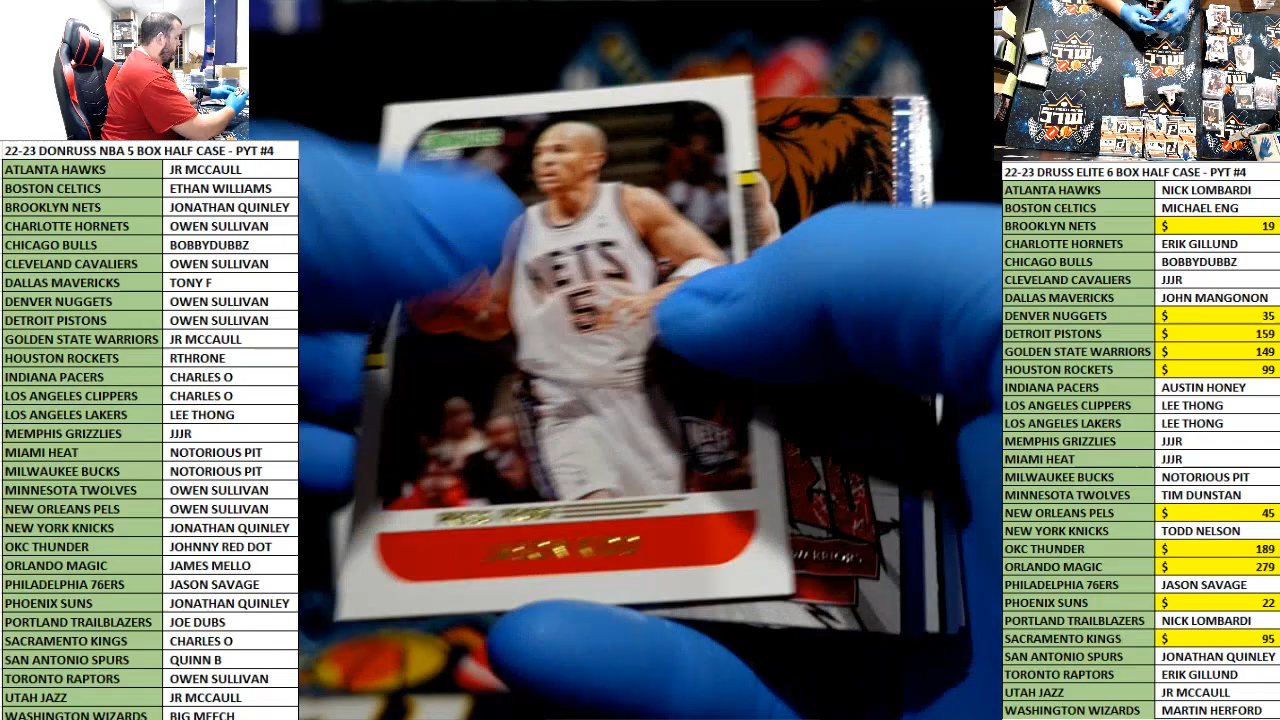 22-23 DONRUSS NBA 5 BOX HALF CASE - PYT #4
ATLANTA HAWKS JR MCCAULL
BOSTON CELTICS ETHAN WILLIAMS
BROOKLYN NETS JONATHAN QUINLEY
CHARLOTTE HORNETS OWEN SULLIVAN
CHICAGO BULLS BOBBYDUBBZ
CLEVELAND CAVALIERS OWEN SULLIVAN
DALLAS MAVERICKS TONY F
DENVER NUGGETS OWEN SULLIVAN
DETROIT PISTONS OWEN SULLIVAN
GOLDEN STATE WARRIORS JR MCCAULL
HOUSTON ROCKETS RTHRONE
INDIANA PACERS CHARLES O
LOS ANGELES CLIPPERS CHARLES O
LOS ANGELES LAKERS LEE THONG
MEMPHIS GRIZZLIES JJJR
MIAMI HEAT NOTORIOUS PIT
MILWAUKEE BUCKS NOTORIOUS PIT
MINNESOTA TWOLVES OWEN SULLIVAN
NEW ORLEANS PELS OWEN SULLIVAN
NEW YORK KNICKS JONATHAN QUINLEY
OKC THUNDER JOHNNY RED DOT
ORLANDO MAGIC JAMES MELLO
PHILADELPHIA 76ERS JASON SAVAGE
PHOENIX SUNS JONATHAN QUINLEY
PORTLAND TRAILBLAZERS JOE DUBS
SACRAMENTO KINGS CHARLES O
SAN ANTONIO SPURS QUINN B
TORONTO RAPTORS OWEN SULLIVAN
UTAH JAZZ JR MCCAULL
WASHINGTON WIZARDS BIG MEECH
DONRUSS
NETS
5
JASON KIDD
WARRIORS
22-23 DRUSS ELITE 6 BOX HALF CASE - PYT #4
ATLANTA HAWKS NICK LOMBARDI
BOSTON CELTICS MICHAEL ENG
BROOKLYN NETS $ 19
CHARLOTTE HORNETS ERIK GILLUND
CHICAGO BULLS BOBBYDUBBZ
CLEVELAND CAVALIERS JJJR
DALLAS MAVERICKS JOHN MANGONON
DENVER NUGGETS $ 35
DETROIT PISTONS $ 159
GOLDEN STATE WARRIORS $ 149
HOUSTON ROCKETS $ 99
INDIANA PACERS AUSTIN HONEY
LOS ANGELES CLIPPERS LEE THONG
LOS ANGELES LAKERS LEE THONG
MEMPHIS GRIZZLIES JJJR
MIAMI HEAT JJJR
MILWAUKEE BUCKS NOTORIOUS PIT
MINNESOTA TWOLVES TIM DUNSTAN
NEW ORLEANS PELS $ 45
NEW YORK KNICKS TODD NELSON
OKC THUNDER $ 189
ORLANDO MAGIC $ 279
PHILADELPHIA 76ERS JASON SAVAGE
PHOENIX SUNS $ 22
PORTLAND TRAILBLAZERS NICK LOMBARDI
SACRAMENTO KINGS $ 95
SAN ANTONIO SPURS JONATHAN QUINLEY
TORONTO RAPTORS ERIK GILLUND
UTAH JAZZ JR MCCAULL
WASHINGTON WIZARDS MARTIN HERFORD